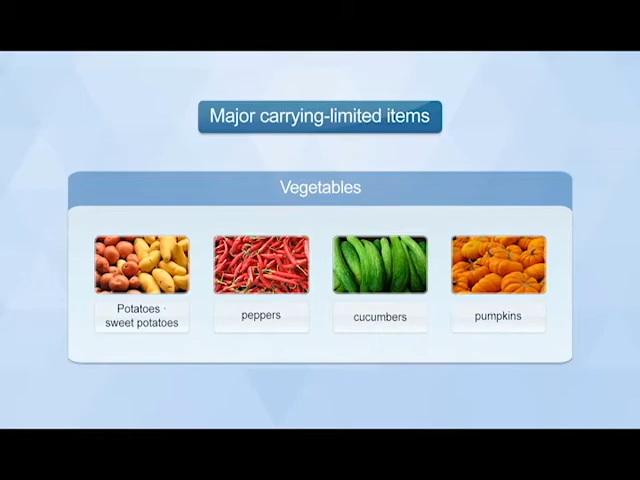 Major carrying-limited items
Vegetables
Potatoes ·
sweet potatoes
peppers
cucumbers
pumpkins